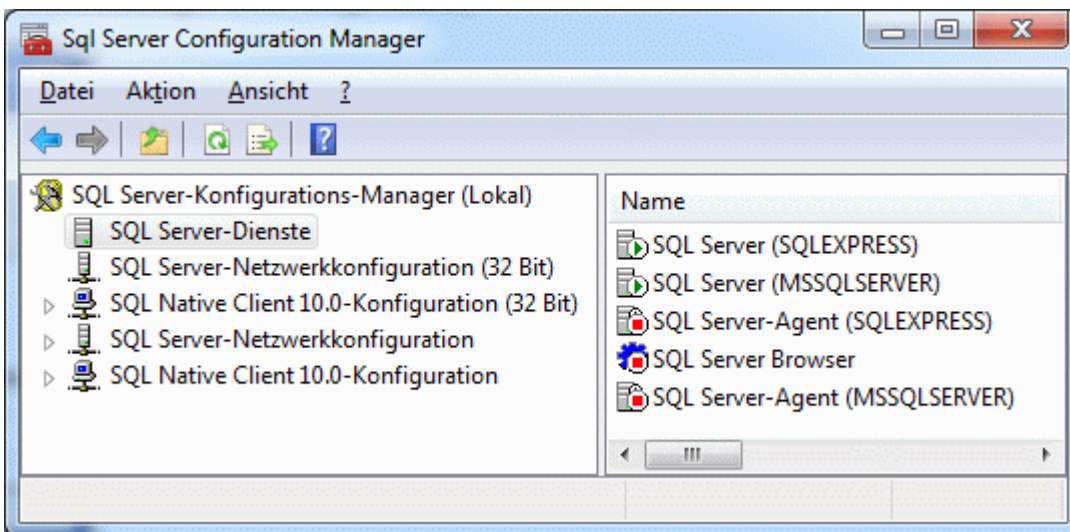 Sql Server Configuration Manager
Datei Aktion Ansicht ?
SQL Server-Konfigurations-Manager (Lokal)
SQL Server-Dienste
SQL Server-Netzwerkkonfiguration (32 Bit)
SQL Native Client 10.0-Konfiguration (32 Bit)
SQL Server-Netzwerkkonfiguration
SQL Native Client 10.0-Konfiguration
Name
SQL Server (SQLEXPRESS)
SQL Server (MSSQLSERVER)
SQL Server-Agent (SQLEXPRESS)
SQL Server Browser
SQL Server-Agent (MSSQLSERVER)